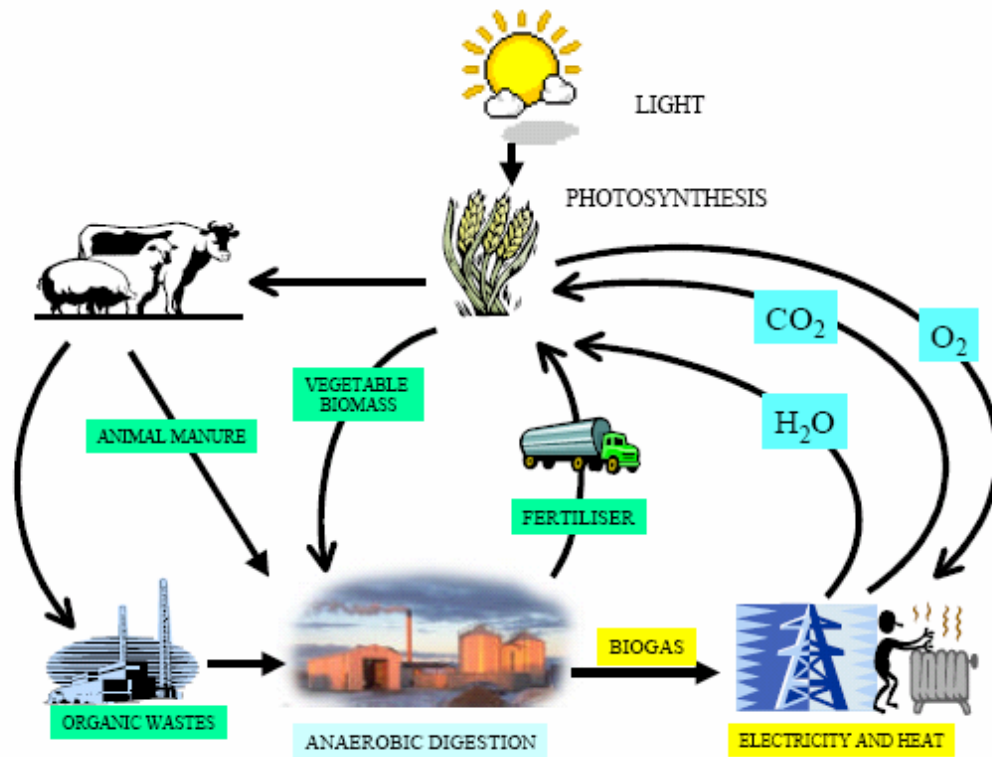 LIGHT
PHOTOSYNTHESIS
CO₂
O₂
VEGETABLE
BIOMASS
H₂O
ANIMAL MANURE
FERTILISER
BIOGAS
ORGANIC WASTES
ANAEROBIC DIGESTION
ELECTRICITY AND HEAT